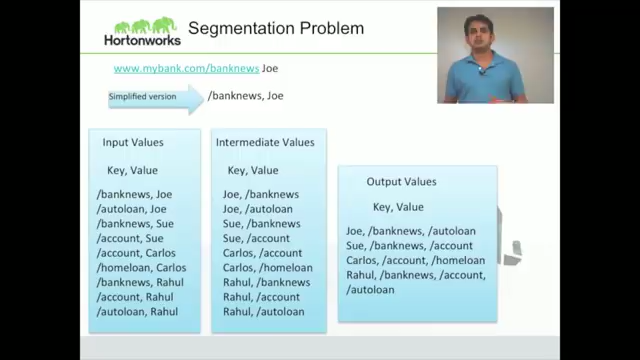 Hortonworks
Segmentation Problem
www.mybank.com/banknews Joe
Simplified version
/banknews, Joe
Input Values
Key, Value
/banknews, Joe
/autoloan, Joe
/banknews, Sue
/account, Sue
/account, Carlos
/homeloan, Carlos
/banknews, Rahul
/account, Rahul
/autoloan, Rahul
Intermediate Values
Key, Value
Joe, /banknews
Joe, /autoloan
Sue, /banknews
Sue, /account
Carlos, /account
Carlos, /homeloan
Rahul, /banknews
Rahul, /account
Rahul, /autoloan
Output Values
Key, Value
Joe, /banknews, /autoloan
Sue, /banknews, /account
Carlos, /account, /homeloan
Rahul, /banknews, /account,
/autoloan